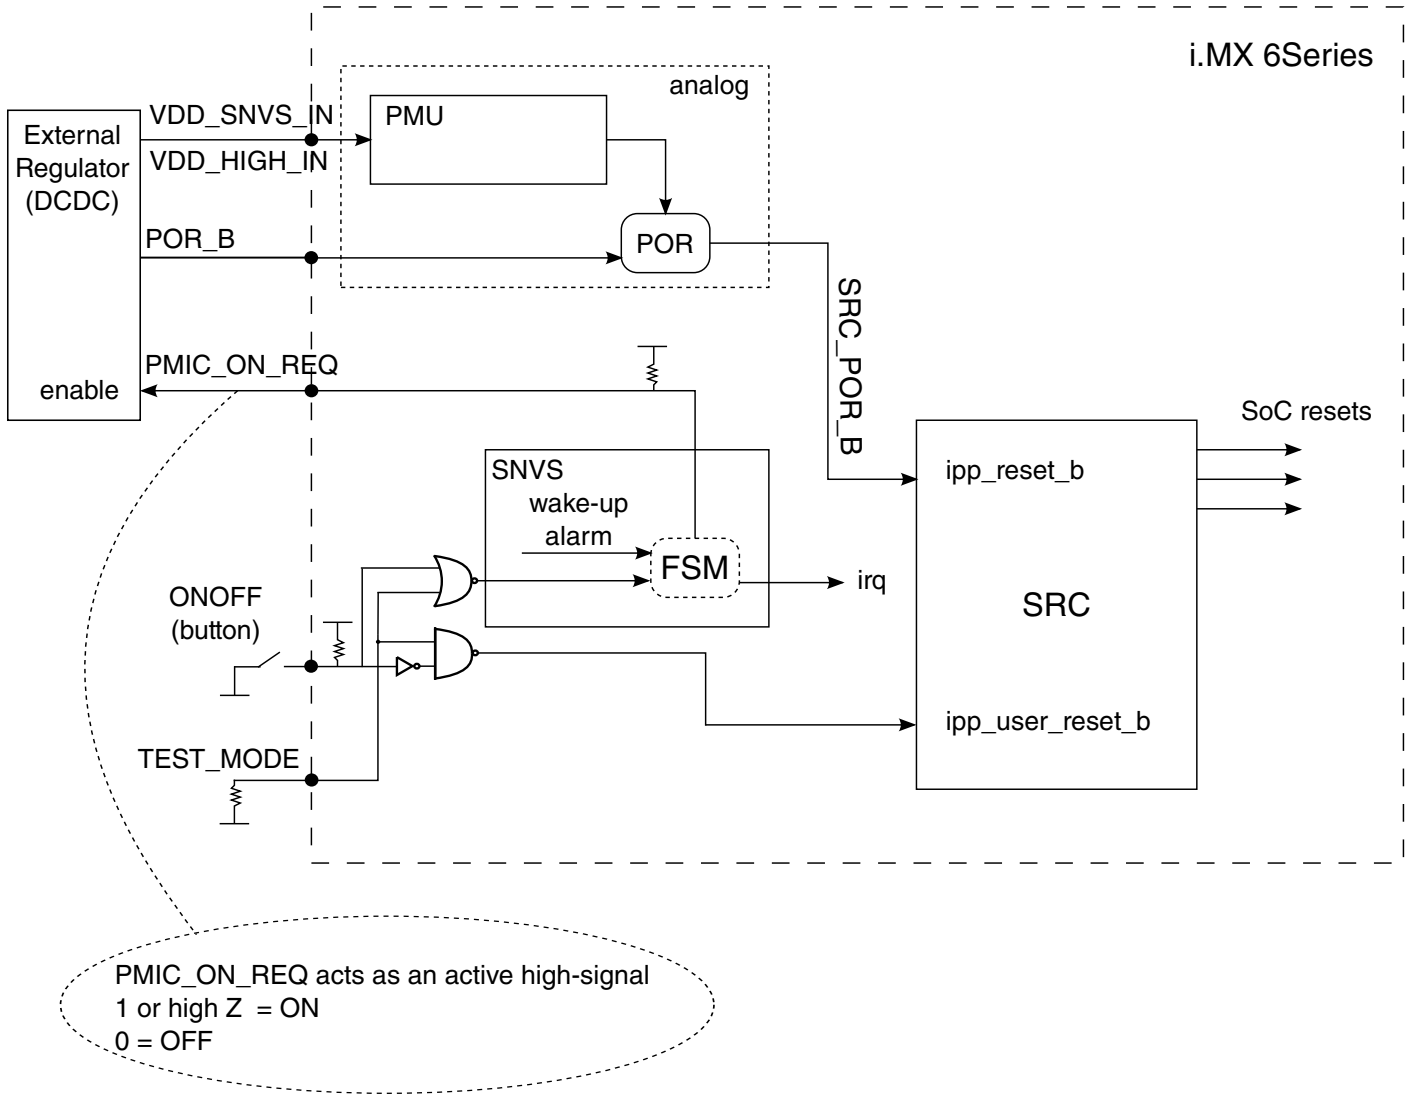 i.MX 6Series
analog
External
Regulator
(DCDC)
VDD_SNVS_IN
VDD_HIGH_IN
PMU
POR_B
POR
SRC_POR_B
PMIC_ON_REQ
enable
SoC resets
SNVS
wake-up
alarm
FSM
irq
ipp_reset_b
SRC
ipp_user_reset_b
ONOFF
(button)
TEST_MODE
PMIC_ON_REQ acts as an active high-signal
1 or high Z = ON
0 = OFF